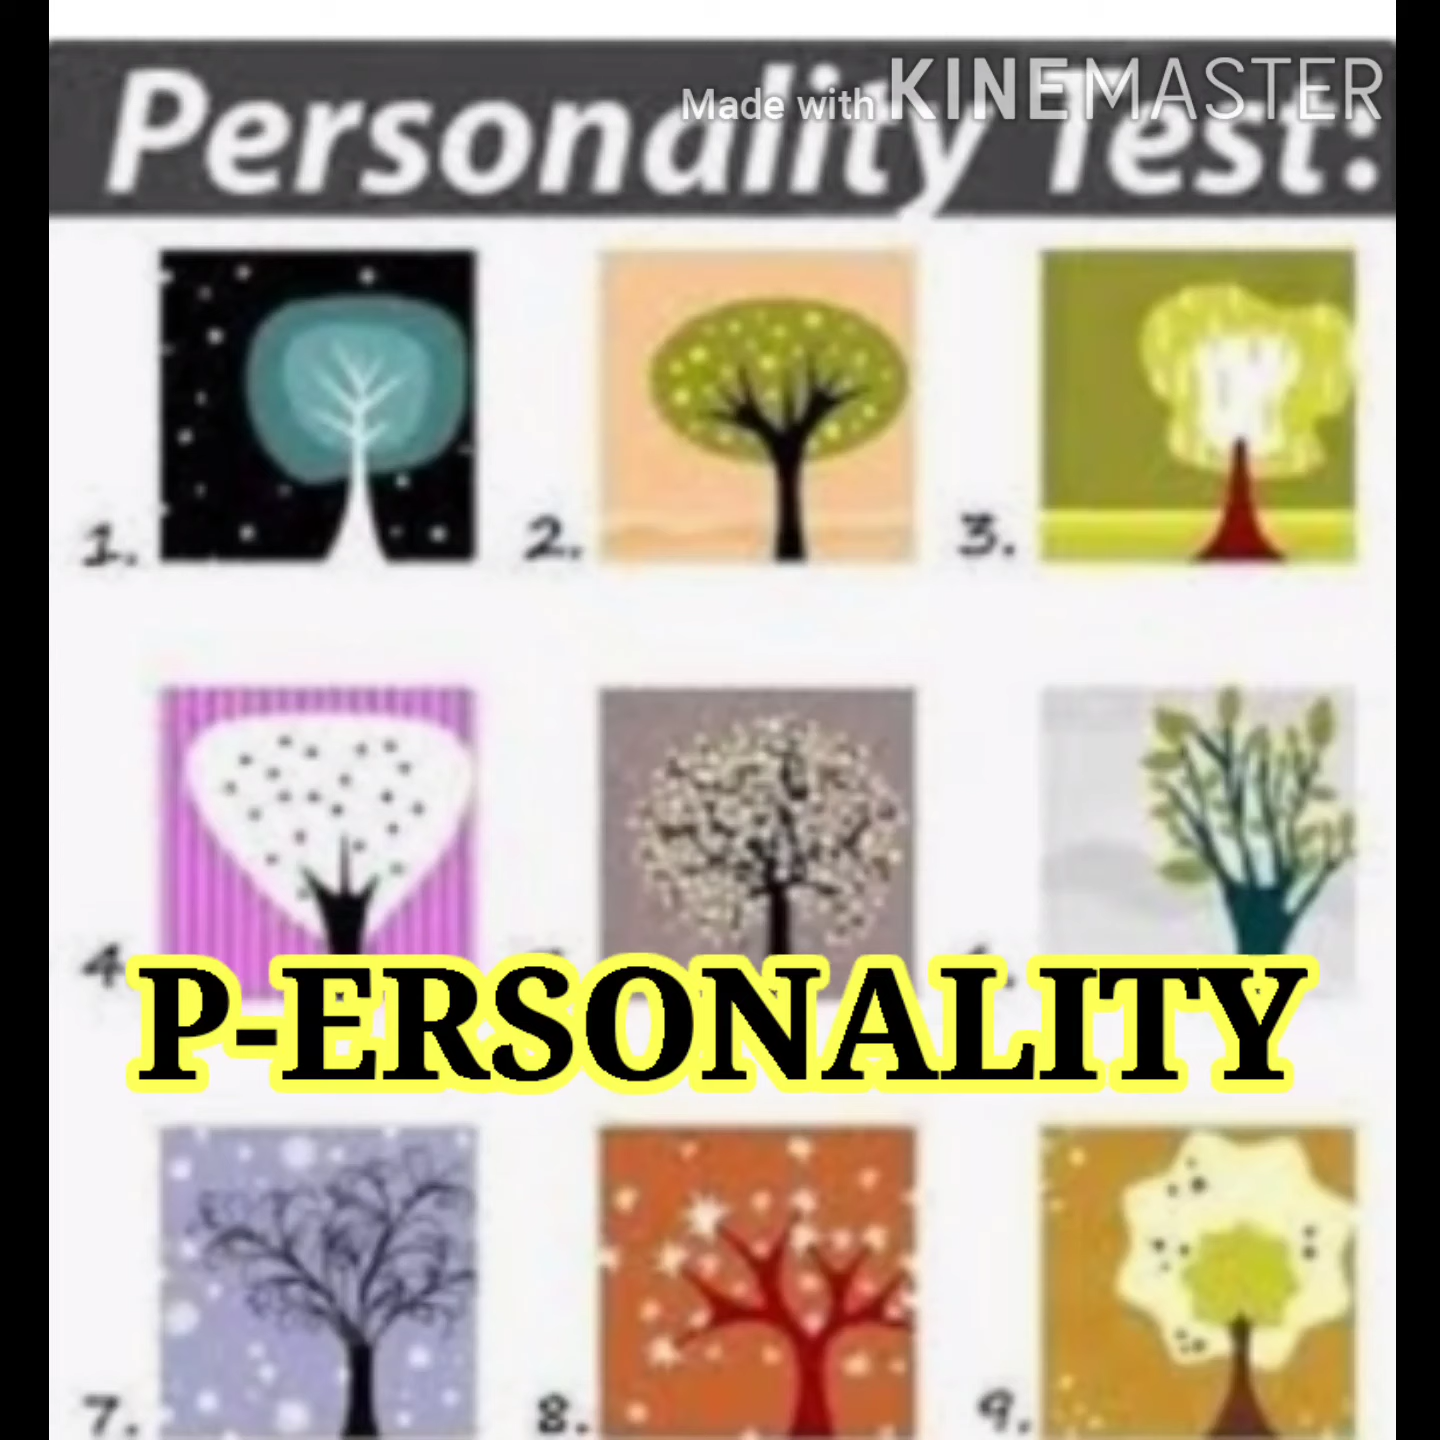 Personality Test:
Made with KINEMASTER
1. 2. 3.
4.
P-ERSONALITY
7. 8. 9.